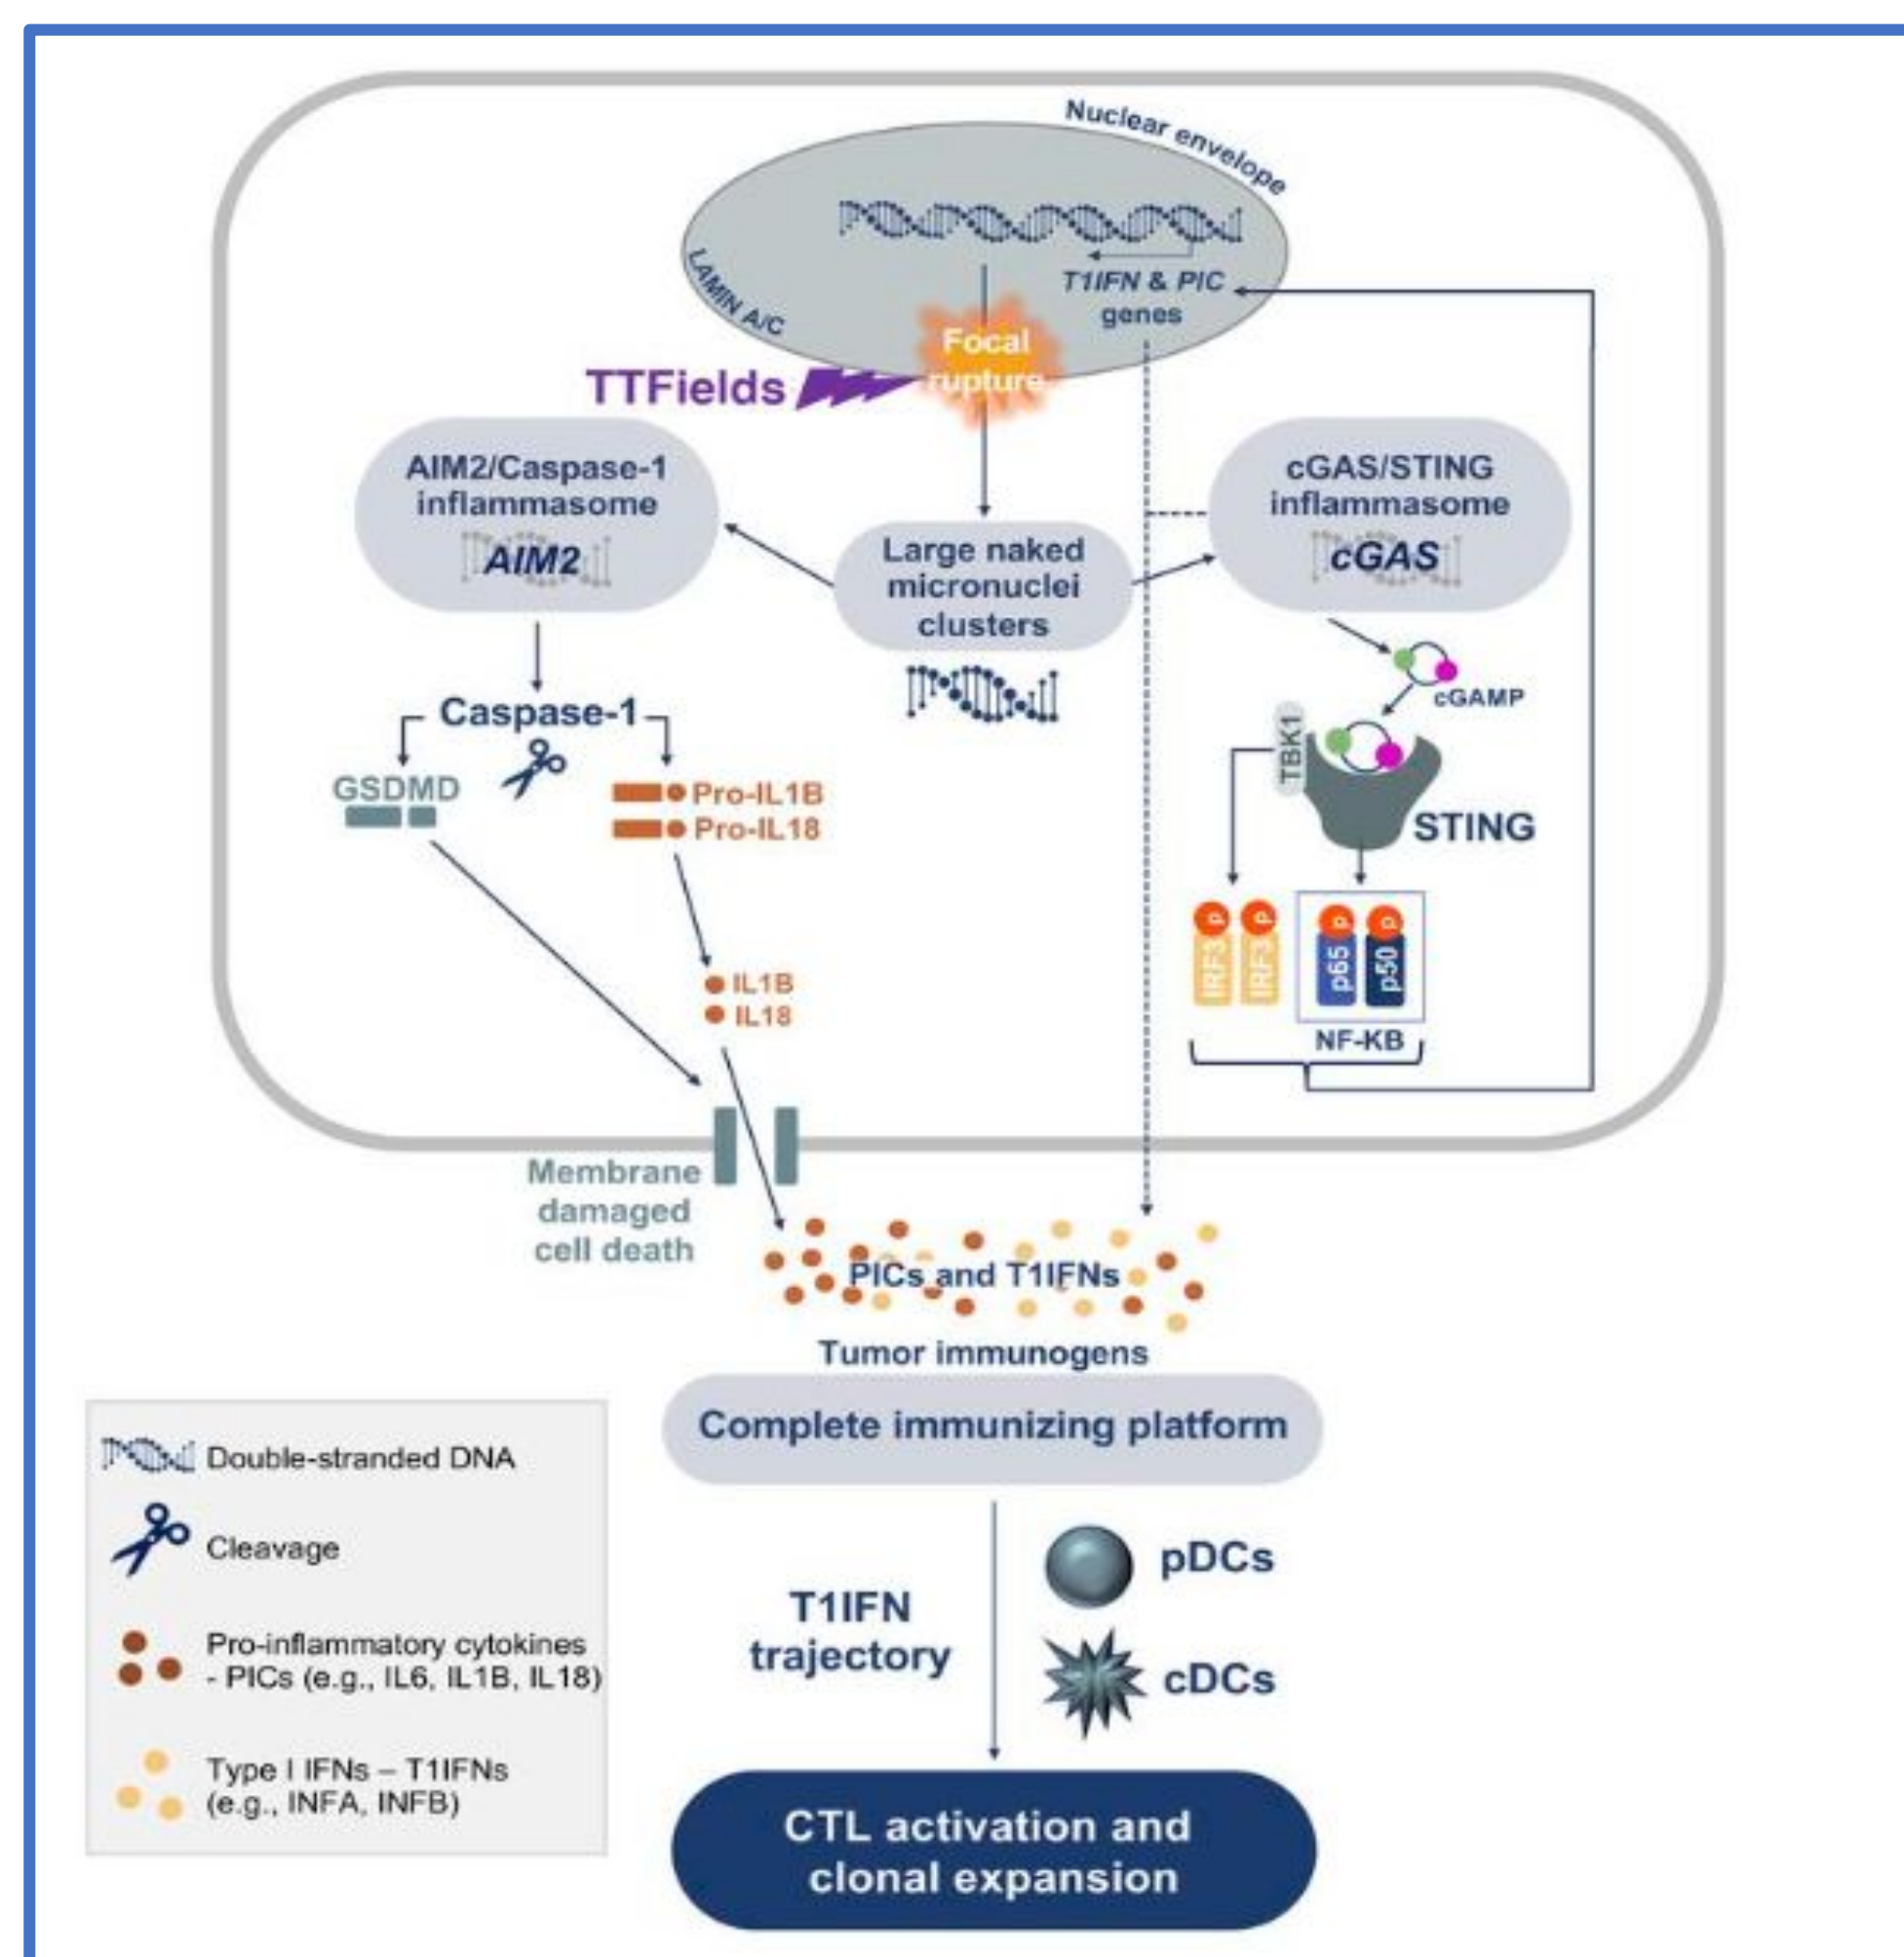 Nuclear envelope
LAMIN A/C
T1IFN & PIC
genes
Focal
rupture
TTFields
AIM2/Caspase-1
inflammasome
AIM2
cGAS/STING
inflammasome
cGAS
Large naked
micronuclei
clusters
Caspase-1
GSDMD
Pro-IL1B
Pro-IL18
cGAMP
TBK1
STING
IL1B
IL18
P
P
P
P
IRF3
IRF3
p65
p50
NF-KB
Membrane
damaged
cell death
PICs and T1IFNs
Tumor immunogens
Complete immunizing platform
T1IFN
trajectory
pDCs
cDCs
CTL activation and
clonal expansion
Double-stranded DNA
Cleavage
Pro-inflammatory cytokines
- PICs (e.g., IL6, IL1B, IL18)
Type I IFNs – T1IFNs
(e.g., INFA, INFB)